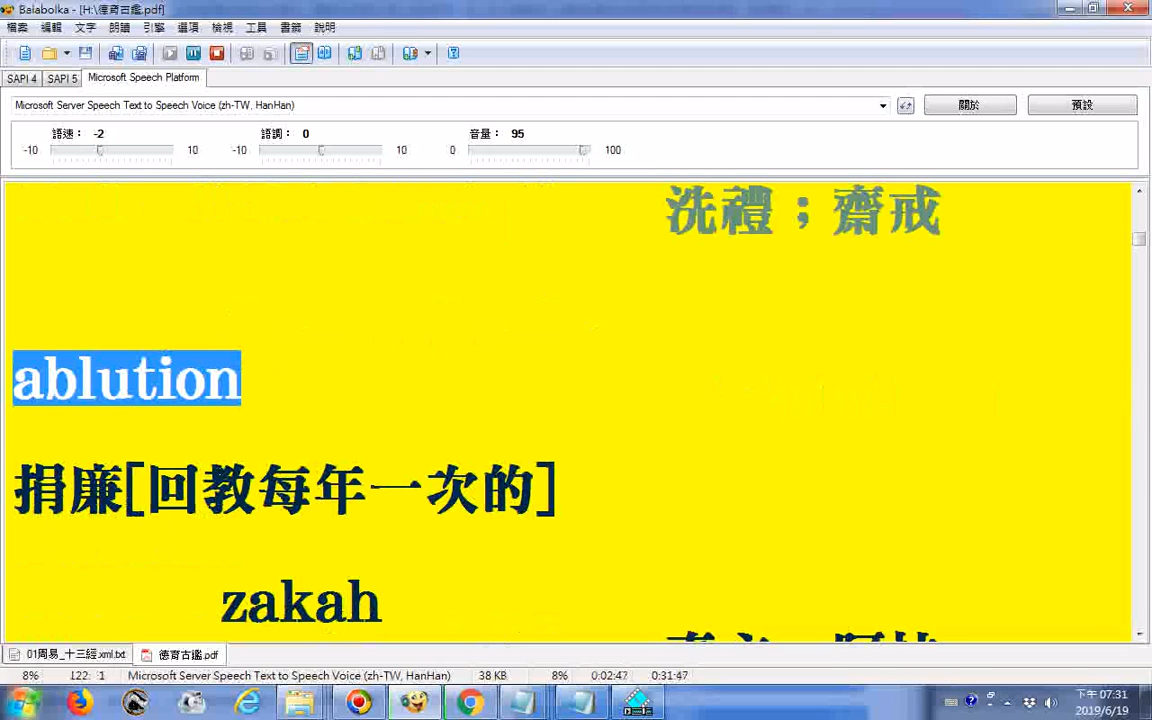 Balabolka - [H:\德育古鑑.pdf]
檔案 編輯 文字 朗讀 引擎 選項 檢視 工具 書籤 說明
SAPI 4 SAPI 5 Microsoft Speech Platform
Microsoft Server Speech Text to Speech Voice (zh-TW, HanHan) 關於 預設
語速： -2 語調： 0 音量： 95
-10 10 -10 10 0 100
洗禮；齋戒
ablution
捐廉[回教每年一次的]
zakah
01周易_十三經.xml.txt 德育古鑑.pdf
8% 122: 1 Microsoft Server Speech Text to Speech Voice (zh-TW, HanHan) 38 KB 8% 0:02:47 0:31:47
下午 07:31
2019/6/19